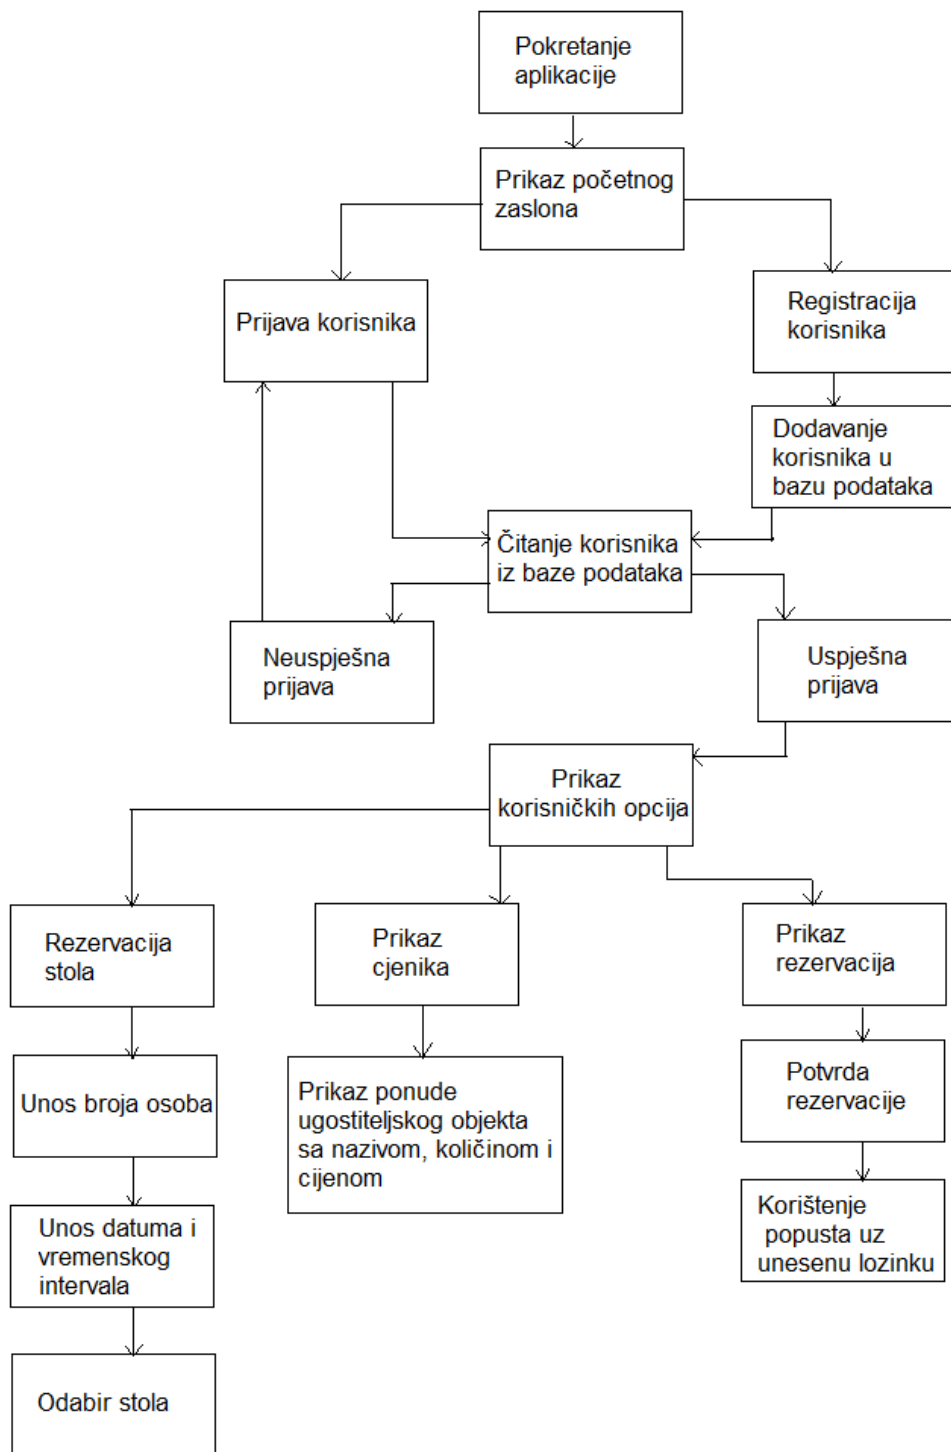 Pokretanje
aplikacije
Prikaz početnog
zaslona
Prijava korisnika
Registracija
korisnika
Dodavanje
korisnika u
bazu podataka
Čitanje korisnika
iz baze podataka
Neuspješna
prijava
Uspješna
prijava
Prikaz
korisničkih opcija
Rezervacija
stola
Prikaz
cjenika
Prikaz
rezervacija
Unos broja osoba
Prikaz ponude
ugostiteljskog objekta
sa nazivom, količinom i
cijenom
Potvrda
rezervacije
Unos datuma i
vremenskog
intervala
Korištenje
popusta uz
unesenu lozinku
Odabir stola